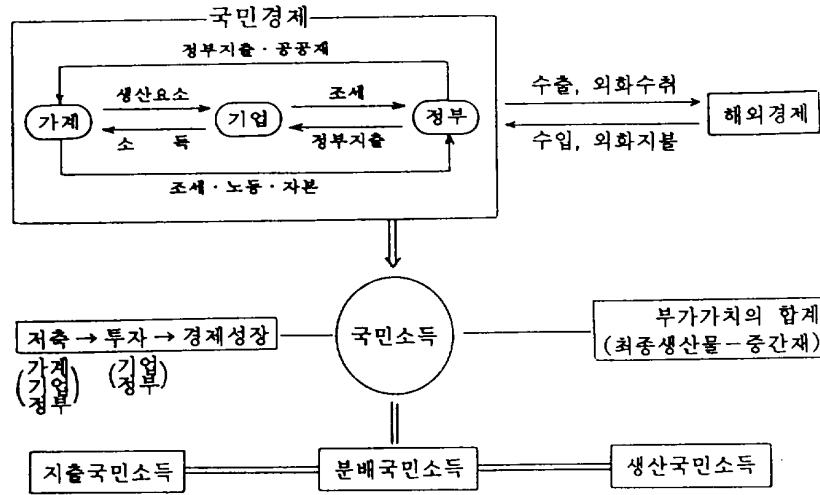 국민경제
정부지출·공공재
생산요소
조세
가계
기업
정부
소 득
정부지출
조세·노동·자본
수출, 외화수취
해외경제
수입, 외화지불
저축→투자→경제성장
국민소득
부가가치의 합계
(최종생산물-중간재)
(가계 기업 정부)
(기업 정부)
지출국민소득
분배국민소득
생산국민소득